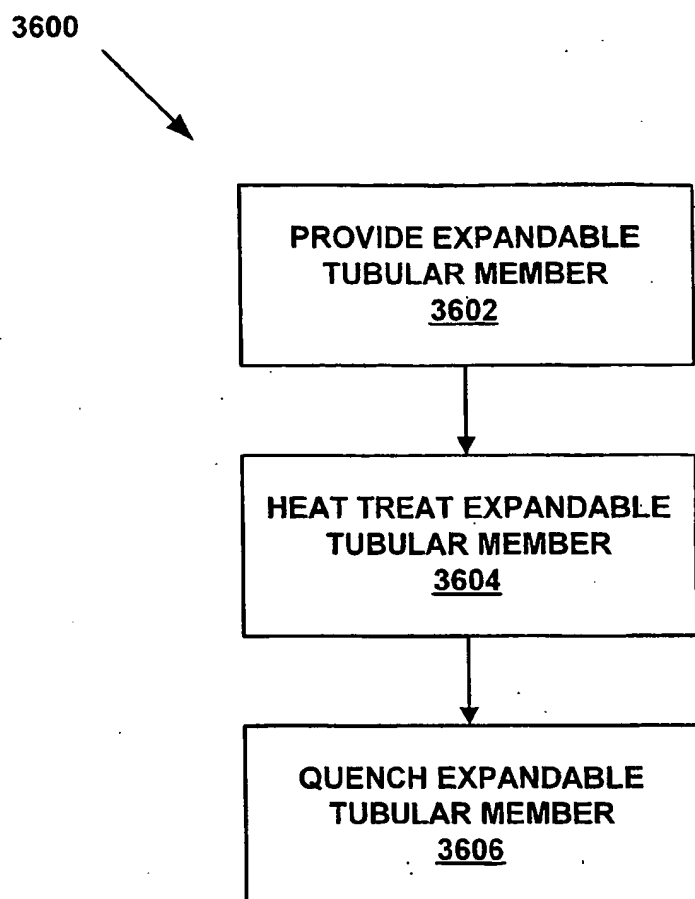 3600
PROVIDE EXPANDABLE
TUBULAR MEMBER
3602
HEAT TREAT EXPANDABLE
TUBULAR MEMBER
3604
QUENCH EXPANDABLE
TUBULAR MEMBER
3606